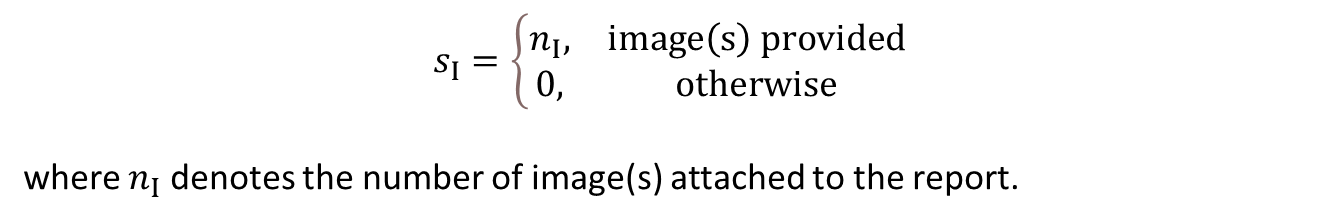 s_I = { n_I, image(s) provided
0, otherwise
where n_I denotes the number of image(s) attached to the report.